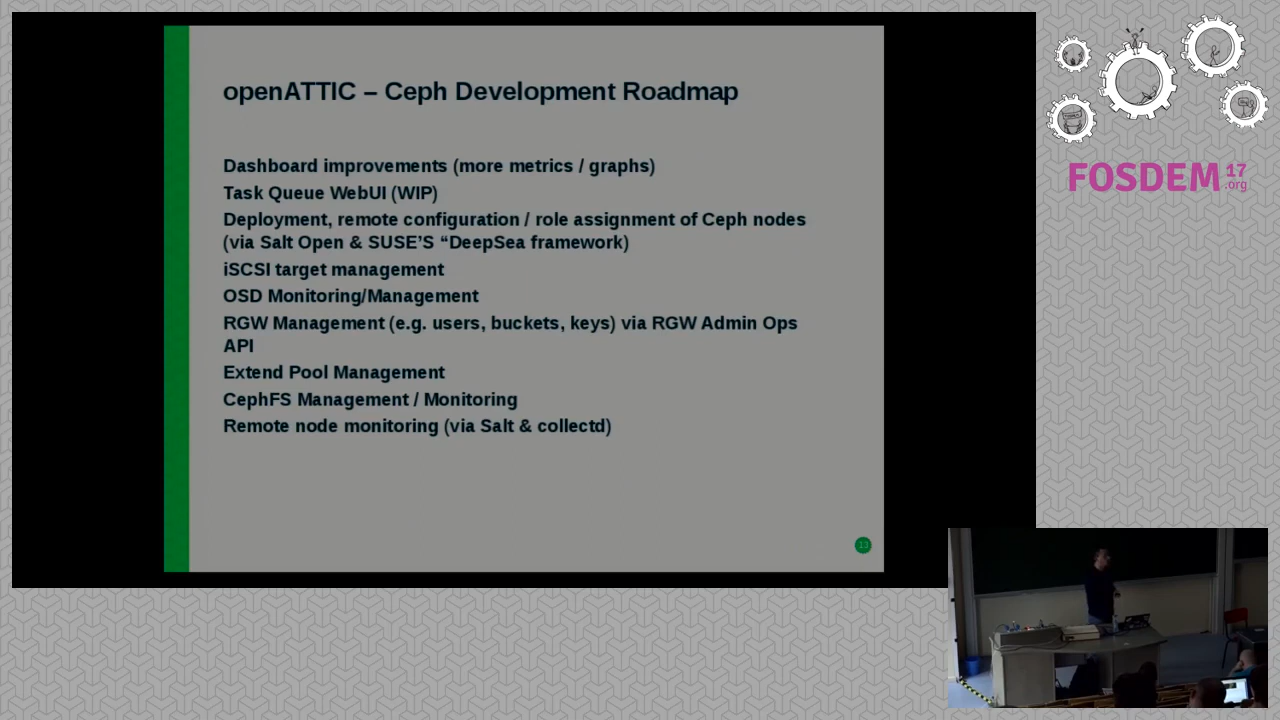 openATTIC – Ceph Development Roadmap
Dashboard improvements (more metrics / graphs)
Task Queue WebUI (WIP)
Deployment, remote configuration / role assignment of Ceph nodes
(via Salt Open & SUSE’S “DeepSea framework)
iSCSI target management
OSD Monitoring/Management
RGW Management (e.g. users, buckets, keys) via RGW Admin Ops
API
Extend Pool Management
CephFS Management / Monitoring
Remote node monitoring (via Salt & collectd)
13
FOSDEM 17
.org